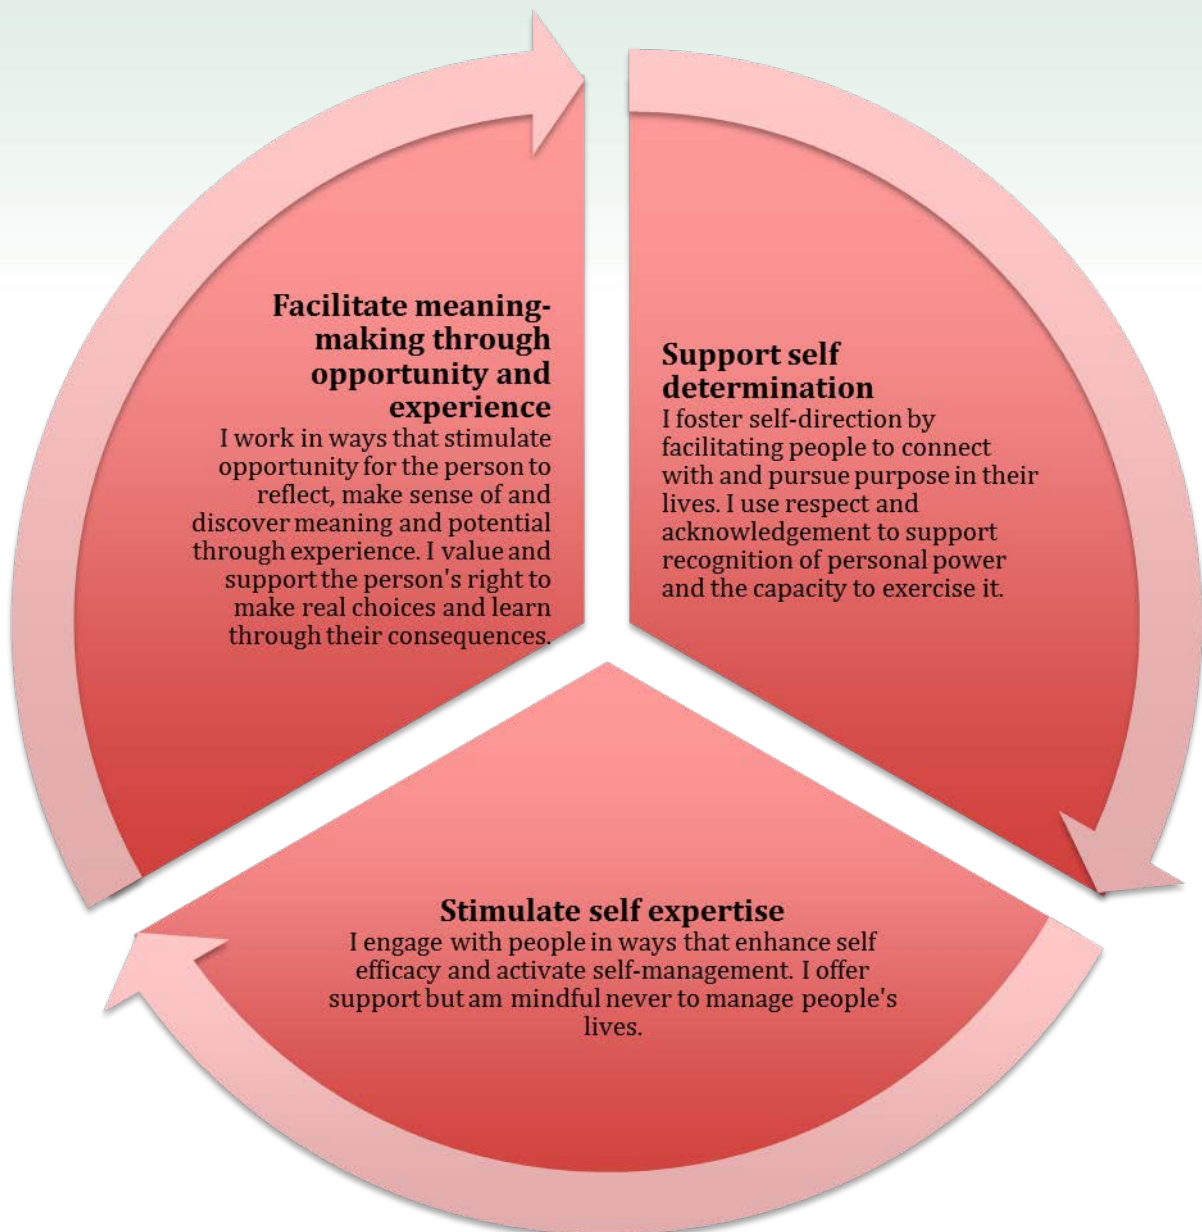 Facilitate meaning-
making through
opportunity and
experience
I work in ways that stimulate
opportunity for the person to
reflect, make sense of and
discover meaning and potential
through experience. I value and
support the person's right to
make real choices and learn
through their consequences.
Support self
determination
I foster self-direction by
facilitating people to connect
with and pursue purpose in their
lives. I use respect and
acknowledgement to support
recognition of personal power
and the capacity to exercise it.
Stimulate self expertise
I engage with people in ways that enhance self
efficacy and activate self-management. I offer
support but am mindful never to manage people's
lives.